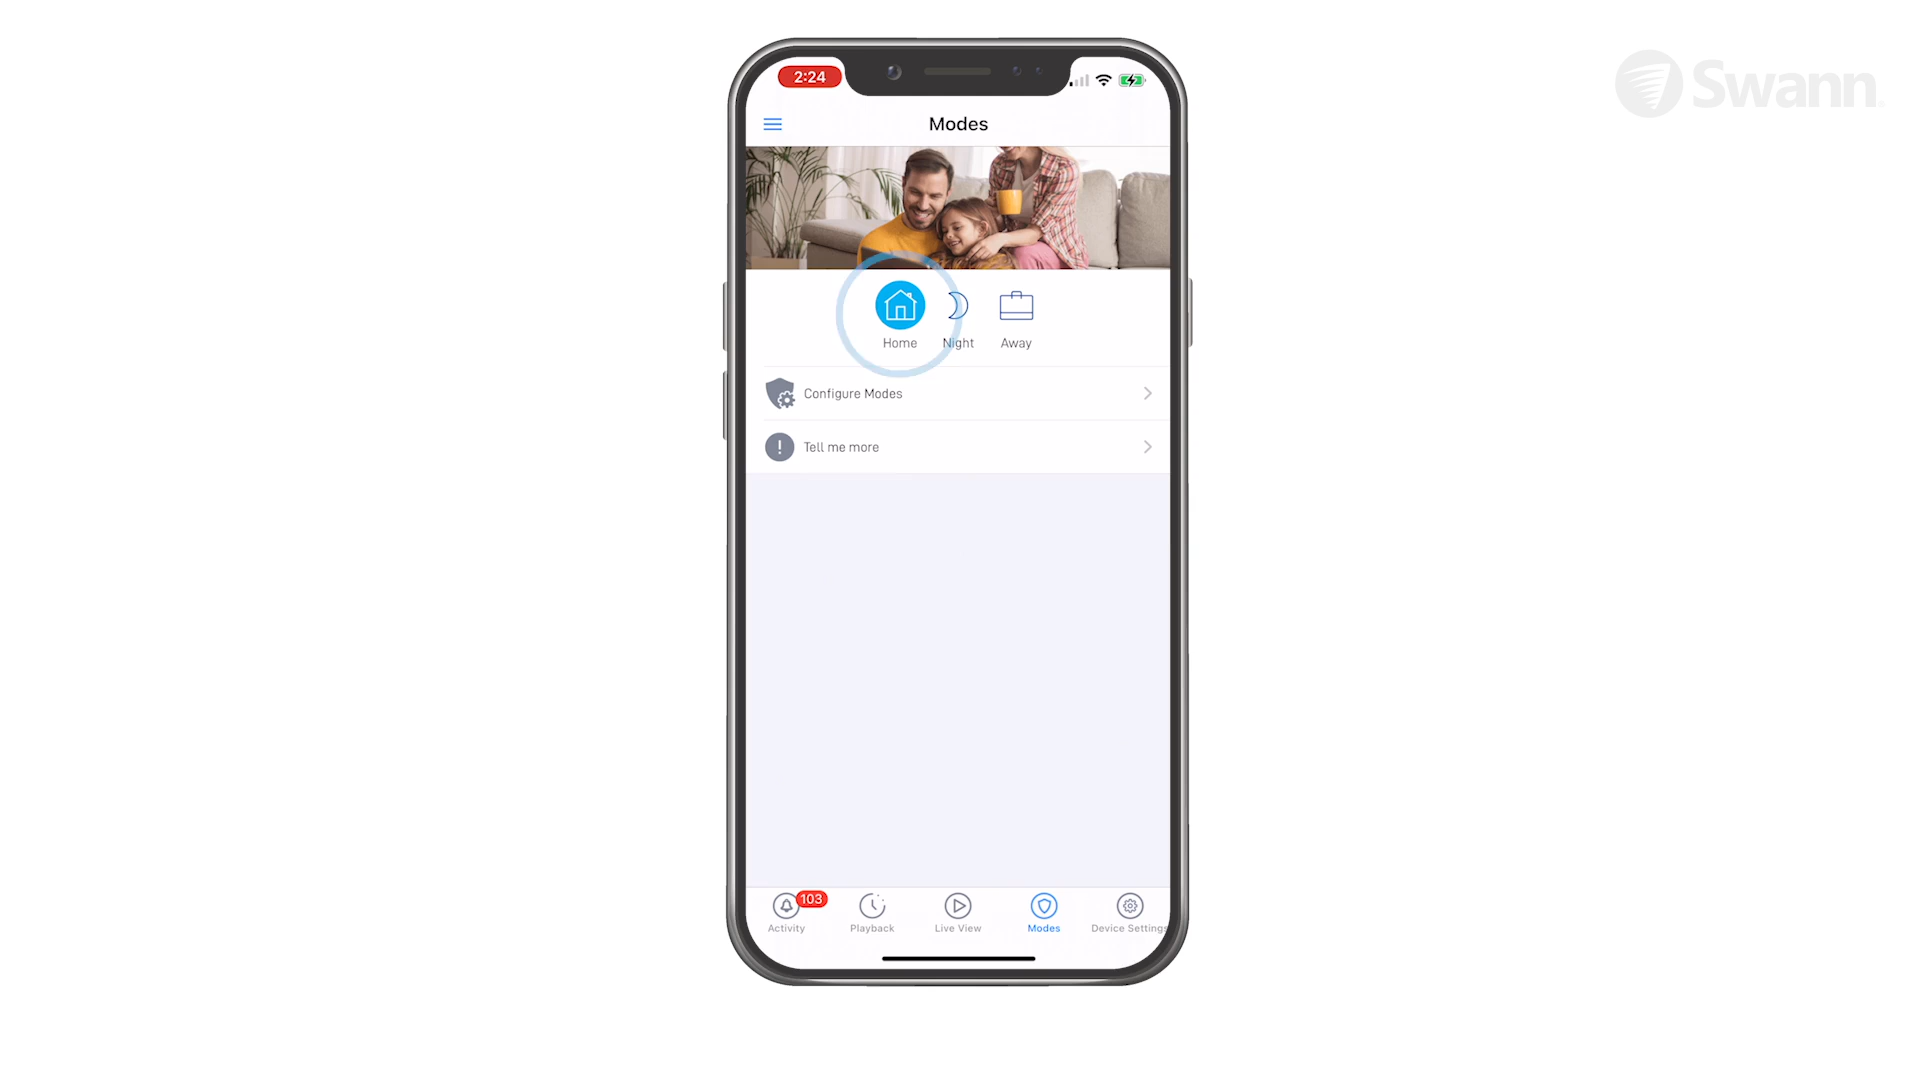 Swann
2:24
Modes
Home
Night
Away
Configure Modes
Tell me more
103
Activity
Playback
Live View
Modes
Device Settings